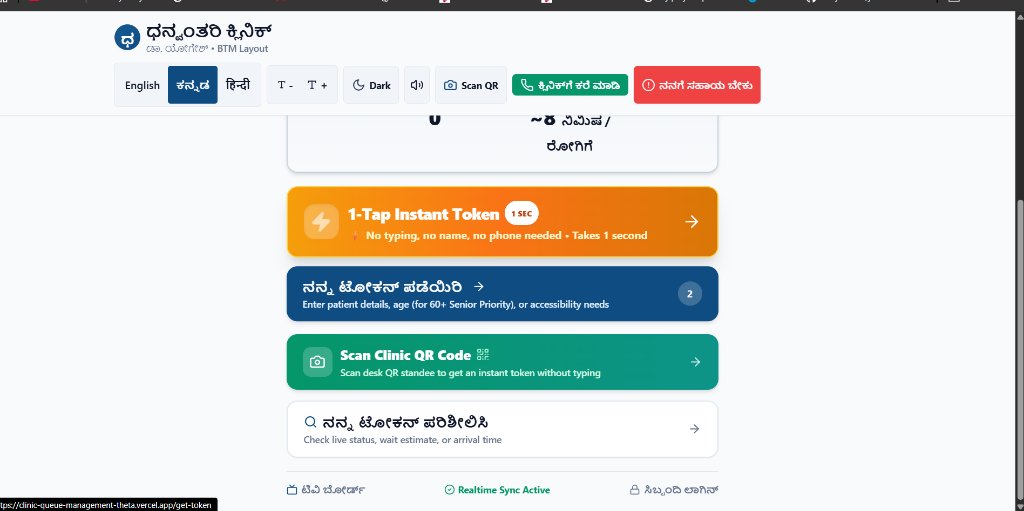 ಧ
ಧನ್ವಂತರಿ ಕ್ಲಿನಿಕ್
ಡಾ. ಯೋಗೇಶ್ • BTM Layout
English ಕನ್ನಡ हिन्दी T - T + Dark Scan QR ಕ್ಲಿನಿಕ್‌ಗೆ ಕರೆ ಮಾಡಿ ನನಗೆ ಸಹಾಯ ಬೇಕು
0 ~8 ನಿಮಿಷ /
ರೋಗಿಗೆ
1-Tap Instant Token 1 SEC
No typing, no name, no phone needed • Takes 1 second
ನನ್ನ ಟೋಕನ್ ಪಡೆಯಿರಿ →
Enter patient details, age (for 60+ Senior Priority), or accessibility needs
2
Scan Clinic QR Code
Scan desk QR standee to get an instant token without typing
ನನ್ನ ಟೋಕನ್ ಪರಿಶೀಲಿಸಿ
Check live status, wait estimate, or arrival time
ಟಿವಿ ಬೋರ್ಡ್ Realtime Sync Active ಸಿಬ್ಬಂದಿ ಲಾಗಿನ್
tps://clinic-queue-management-theta.vercel.app/get-token